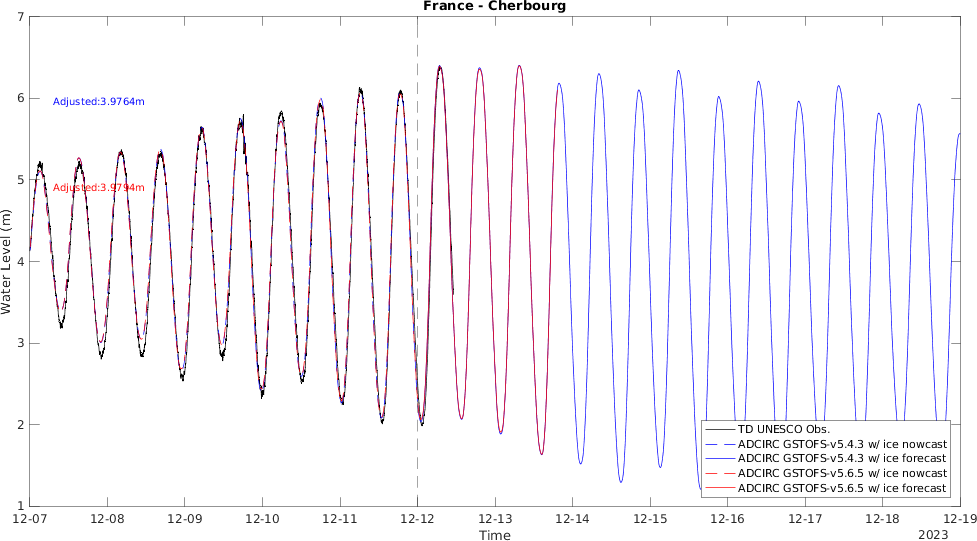 France - Cherbourg
7
6
5
4
3
2
1
Water Level (m)
Adjusted:3.9764m
Adjusted:3.9794m
TD UNESCO Obs.
ADCIRC GSTOFS-v5.4.3 w/ ice nowcast
ADCIRC GSTOFS-v5.4.3 w/ ice forecast
ADCIRC GSTOFS-v5.6.5 w/ ice nowcast
ADCIRC GSTOFS-v5.6.5 w/ ice forecast
12-07 12-08 12-09 12-10 12-11 12-12 12-13 12-14 12-15 12-16 12-17 12-18 12-19
Time
2023